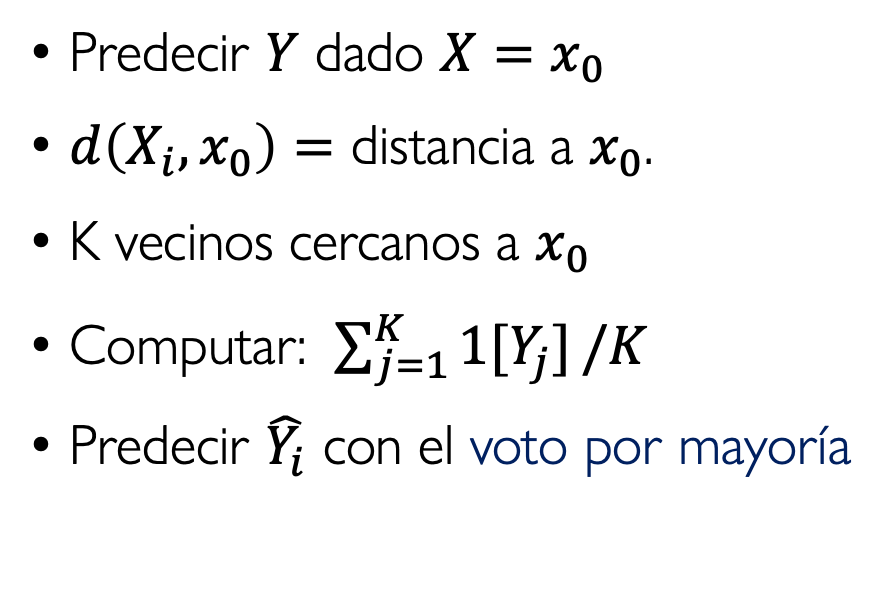 • Predecir Y dado X = x₀
• d(Xᵢ, x₀) = distancia a x₀.
• K vecinos cercanos a x₀
• Computar: ∑ⱼ₌₁ᴷ 1[Yⱼ] /K
• Predecir Ŷᵢ con el voto por mayoría